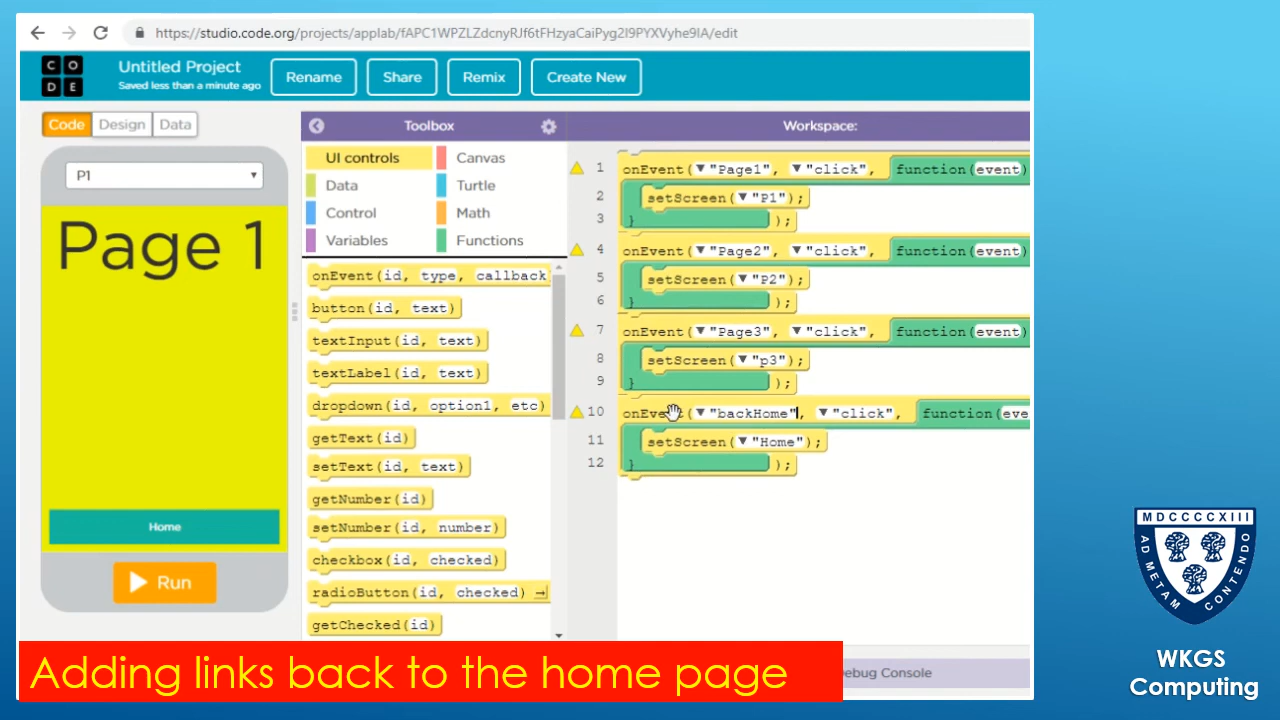 https://studio.code.org/projects/applab/fAPC1WPZLZdcnyRJf6tFHzyaCaiPyg2I9PYXVyhe9IA/edit
C O D E
Untitled Project
Saved less than a minute ago
Rename
Share
Remix
Create New
Code
Design
Data
Toolbox
Workspace:
P1
Page 1
Home
Run
UI controls
Canvas
Data
Turtle
Control
Math
Variables
Functions
onEvent(id, type, callback
button(id, text)
textInput(id, text)
textLabel(id, text)
dropdown(id, option1, etc)
getText(id)
setText(id, text)
getNumber(id)
setNumber(id, number)
checkbox(id, checked)
radioButton(id, checked)
getChecked(id)
1 onEvent("Page1", "click", function(event)
2 setScreen("P1");
3 } );
4 onEvent("Page2", "click", function(event)
5 setScreen("P2");
6 } );
7 onEvent("Page3", "click", function(event)
8 setScreen("p3");
9 } );
10 onEvent("backHome", "click", function(eve
11 setScreen("Home");
12 } );
ebug Console
Adding links back to the home page
MDCCCCXIII
AD METAM CONTENDO
WKGS
Computing